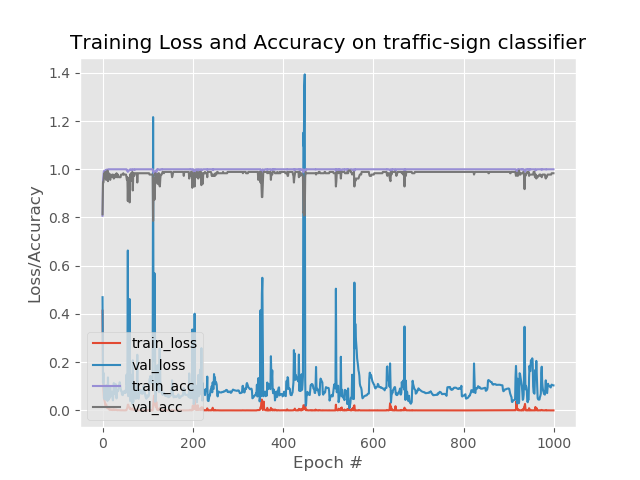 Training Loss and Accuracy on traffic-sign classifier
1.4
1.2
1.0
0.8
0.6
0.4
0.2
0.0
Loss/Accuracy
train_loss
val_loss
train_acc
val_acc
0 200 400 600 800 1000
Epoch #